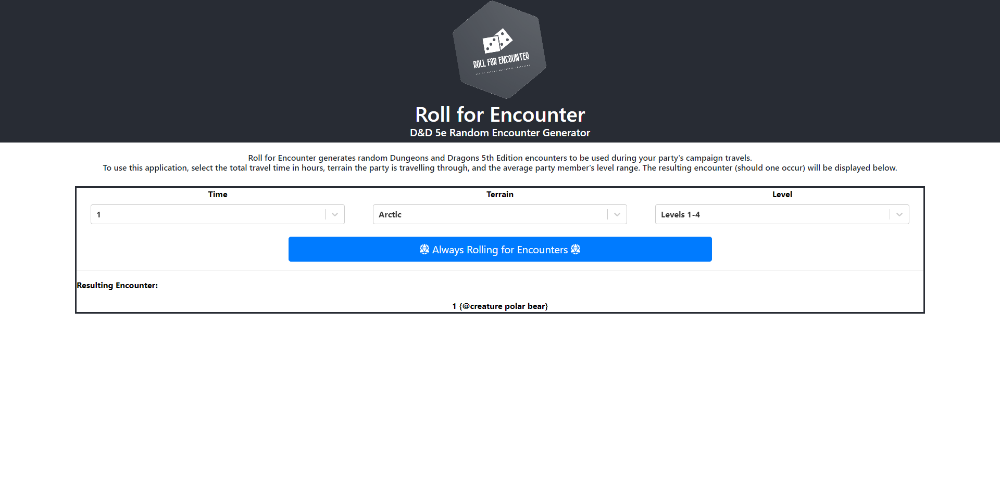 ROLL FOR ENCOUNTER
Roll for Encounter
D&D 5e Random Encounter Generator
Roll for Encounter generates random Dungeons and Dragons 5th Edition encounters to be used during your party's campaign travels.
To use this application, select the total travel time in hours, terrain the party is travelling through, and the average party member's level range. The resulting encounter (should one occur) will be displayed below.
Time Terrain Level
1 Arctic Levels 1-4
Always Rolling for Encounters
Resulting Encounter:
1 {@creature polar bear}